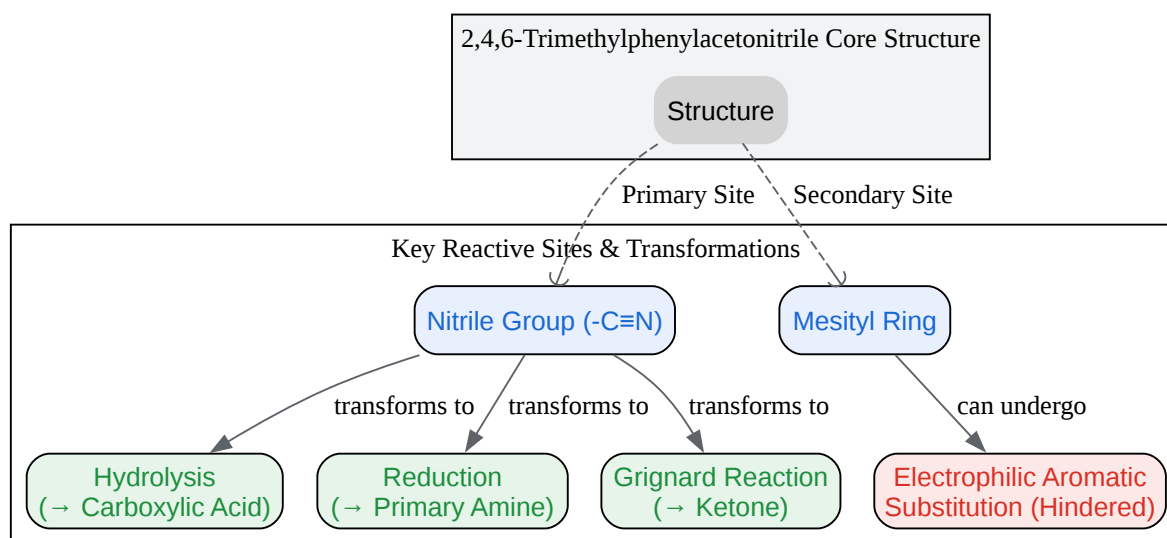 2,4,6-Trimethylphenylacetonitrile Core Structure
Structure
Primary Site
Secondary Site
Key Reactive Sites & Transformations
Nitrile Group (-C≡N)
Mesityl Ring
transforms to
transforms to
transforms to
can undergo
Hydrolysis
(→ Carboxylic Acid)
Reduction
(→ Primary Amine)
Grignard Reaction
(→ Ketone)
Electrophilic Aromatic
Substitution (Hindered)